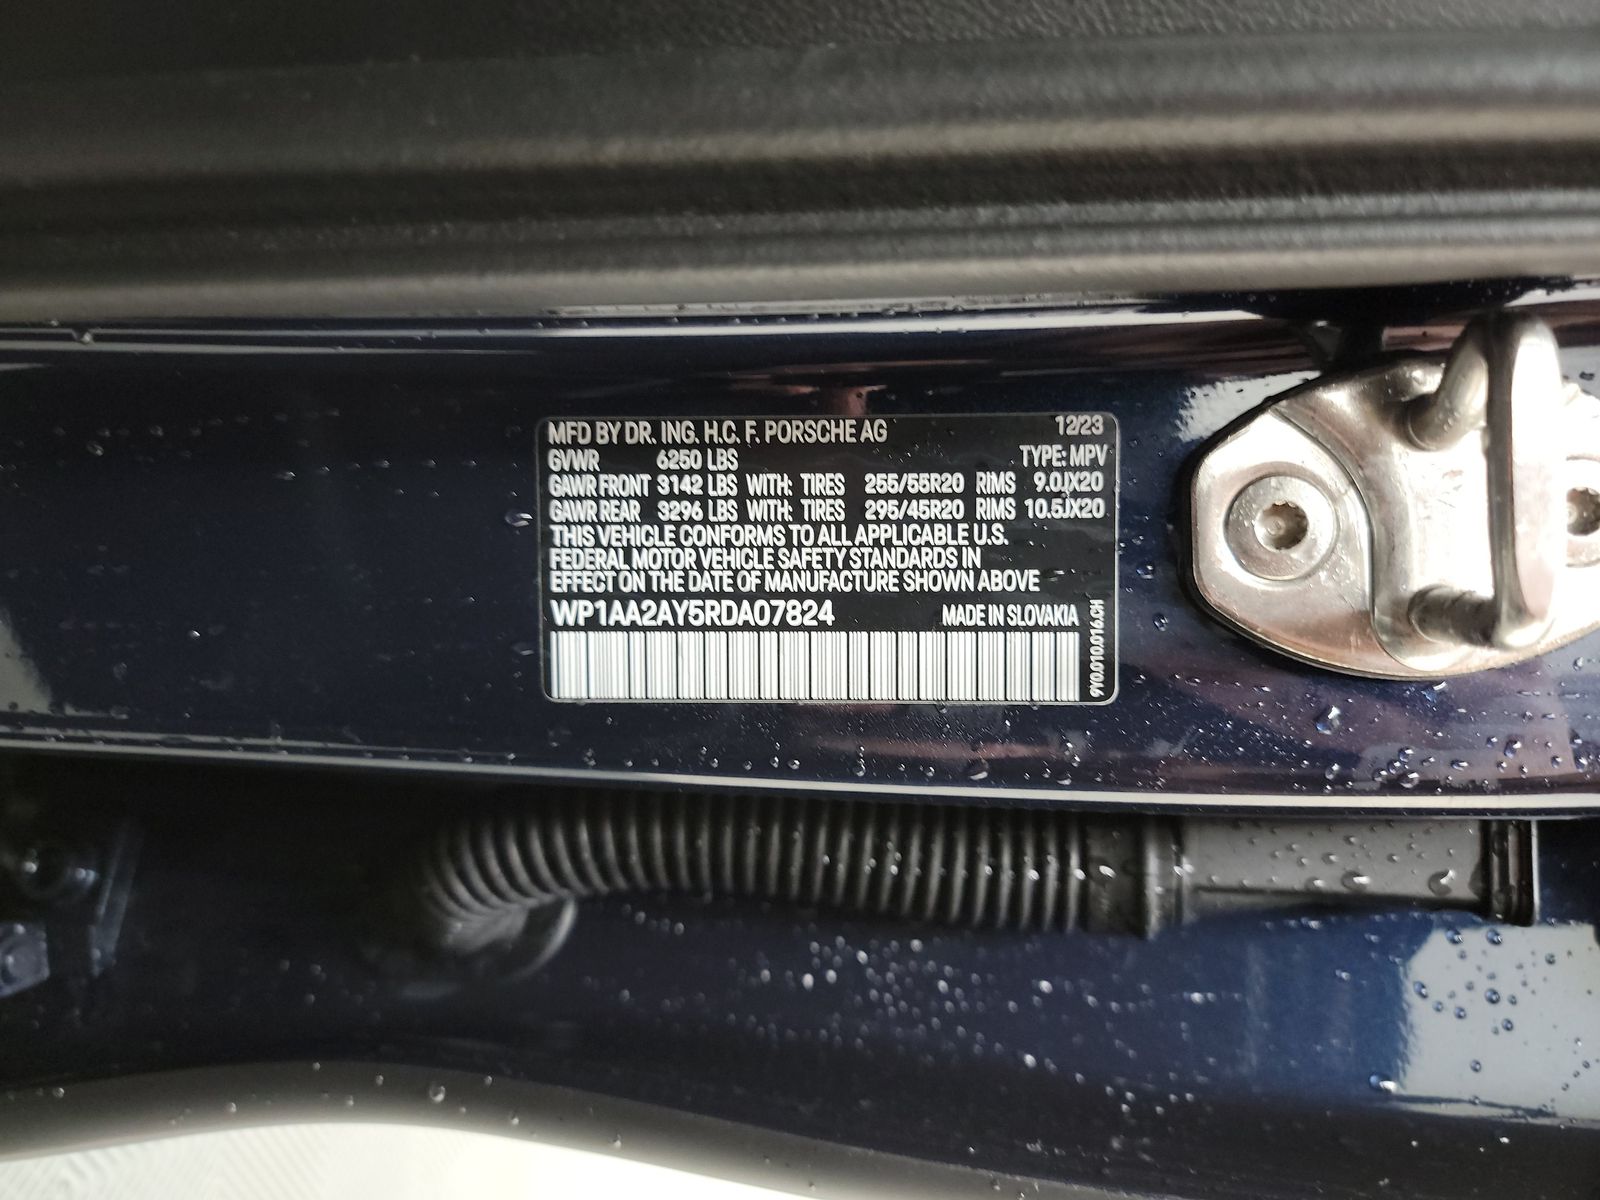 MFD BY DR. ING. H.C. F. PORSCHE AG 12/23
GVWR 6250 LBS TYPE: MPV
GAWR FRONT 3142 LBS WITH: TIRES 255/55R20 RIMS 9.0JX20
GAWR REAR 3296 LBS WITH: TIRES 295/45R20 RIMS 10.5JX20
THIS VEHICLE CONFORMS TO ALL APPLICABLE U.S.
FEDERAL MOTOR VEHICLE SAFETY STANDARDS IN
EFFECT ON THE DATE OF MANUFACTURE SHOWN ABOVE
WP1AA2AY5RDA07824 MADE IN SLOVAKIA
9Y0.010.016.CH